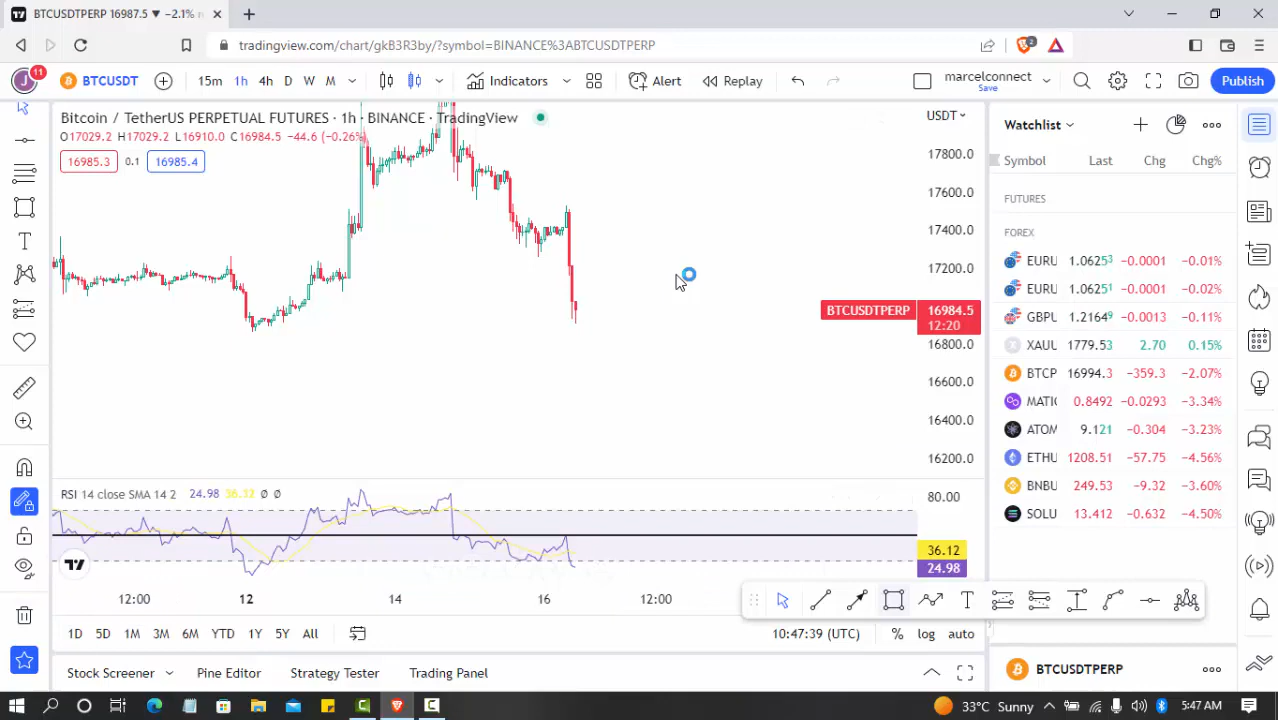 BTCUSDTPERP 16987.5 ▼ −2.1%
tradingview.com/chart/gkB3R3by/?symbol=BINANCE%3ABTCUSDTPERP
2
11
J
BTCUSDT
15m 1h 4h D W M
Indicators
Alert
Replay
marcelconnect
Save
Publish
Bitcoin / TetherUS PERPETUAL FUTURES · 1h · BINANCE · TradingView
O17029.2 H17029.2 L16910.0 C16984.5 −44.6 (−0.26%)
16985.3 0.1 16985.4
USDT
17800.0
17600.0
17400.0
17200.0
BTCUSDTPERP 16984.5
12:20
16800.0
16600.0
16400.0
16200.0
RSI 14 close SMA 14 2 24.98 36.12 Ø Ø
80.00
36.12
24.98
12:00 12 14 16 12:00
1D 5D 1M 3M 6M YTD 1Y 5Y All
10:47:39 (UTC) % log auto
Stock Screener Pine Editor Strategy Tester Trading Panel
Watchlist
Symbol Last Chg Chg%
FUTURES
FOREX
EURU 1.06253 −0.0001 −0.01%
EURU 1.06251 −0.0001 −0.02%
GBPU 1.21649 −0.0013 −0.11%
XAUU 1779.53 2.70 0.15%
BTCP 16994.3 −359.3 −2.07%
MATIC 0.8492 −0.0293 −3.34%
ATOM 9.121 −0.304 −3.23%
ETHU 1208.51 −57.75 −4.56%
BNBU 249.53 −9.32 −3.60%
SOLU 13.412 −0.632 −4.50%
BTCUSDTPERP
33°C Sunny
5:47 AM